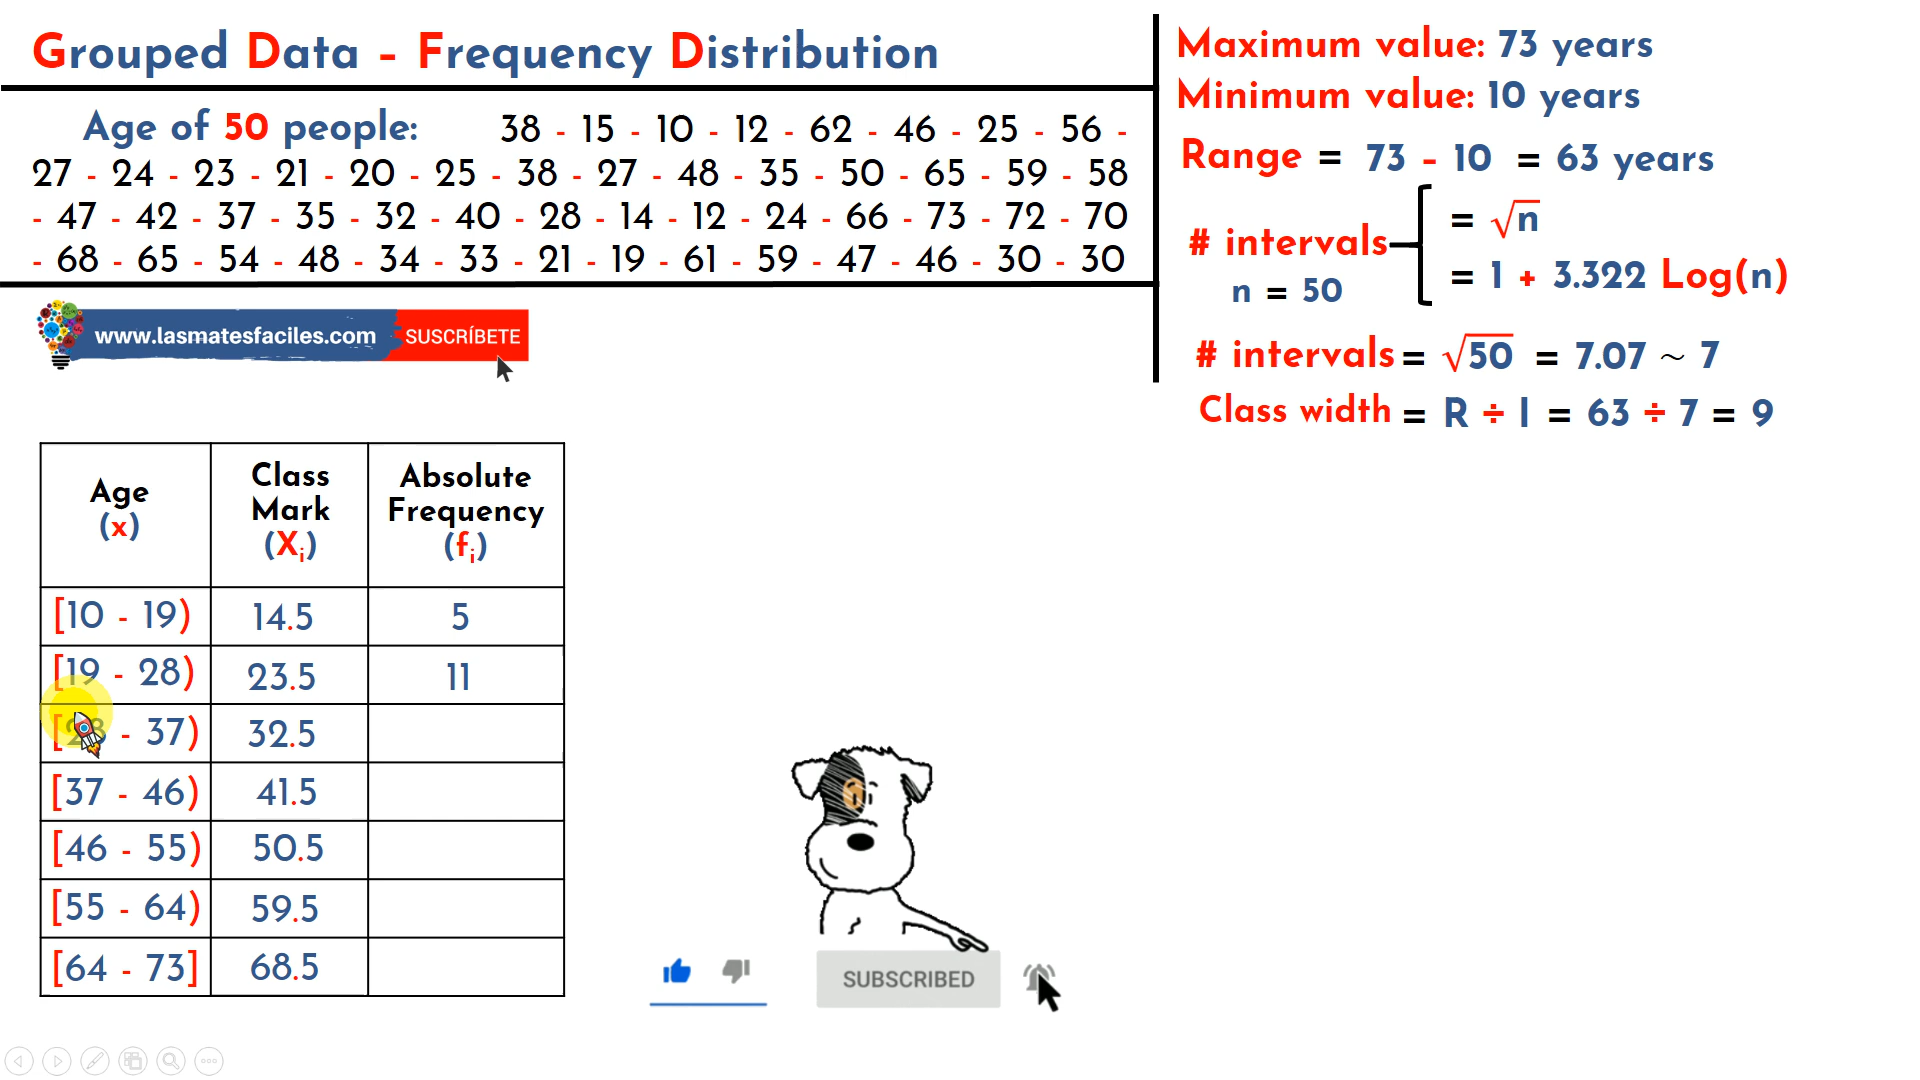 Grouped Data - Frequency Distribution
Age of 50 people: 38 - 15 - 10 - 12 - 62 - 46 - 25 - 56 -
27 - 24 - 23 - 21 - 20 - 25 - 38 - 27 - 48 - 35 - 50 - 65 - 59 - 58
- 47 - 42 - 37 - 35 - 32 - 40 - 28 - 14 - 12 - 24 - 66 - 73 - 72 - 70
- 68 - 65 - 54 - 48 - 34 - 33 - 21 - 19 - 61 - 59 - 47 - 46 - 30 - 30
www.lasmatesfaciles.com SUSCRÍBETE
Maximum value: 73 years
Minimum value: 10 years
Range = 73 - 10 = 63 years
# intervals
n = 50
= √n
= 1 + 3.322 Log(n)
# intervals = √50 = 7.07 ~ 7
Class width = R ÷ I = 63 ÷ 7 = 9
Age (x) Class Mark (Xi) Absolute Frequency (fi)
[10 - 19) 14.5 5
[19 - 28) 23.5 11
[28 - 37) 32.5
[37 - 46) 41.5
[46 - 55) 50.5
[55 - 64) 59.5
[64 - 73] 68.5
SUBSCRIBED